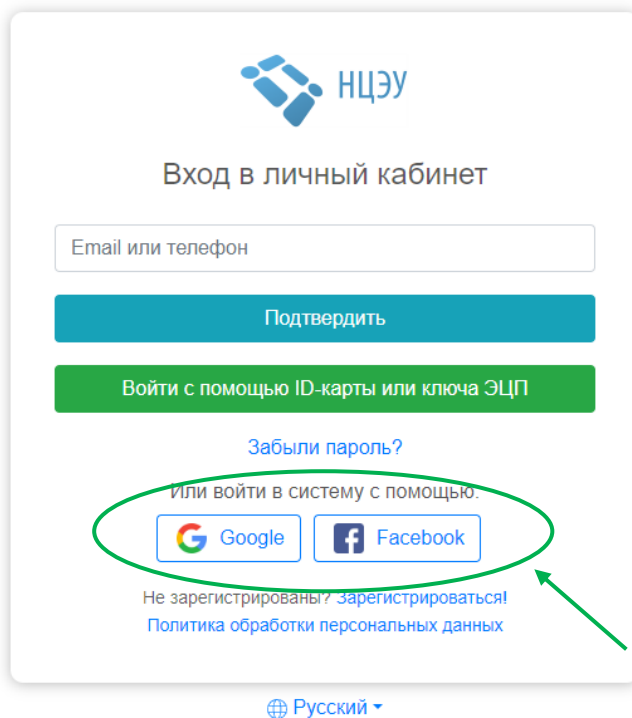 НЦЭУ
Вход в личный кабинет
Email или телефон
Подтвердить
Войти с помощью ID-карты или ключа ЭЦП
Забыли пароль?
Или войти в систему с помощью:
Google Facebook
Не зарегистрированы? Зарегистрироваться!
Политика обработки персональных данных
Русский